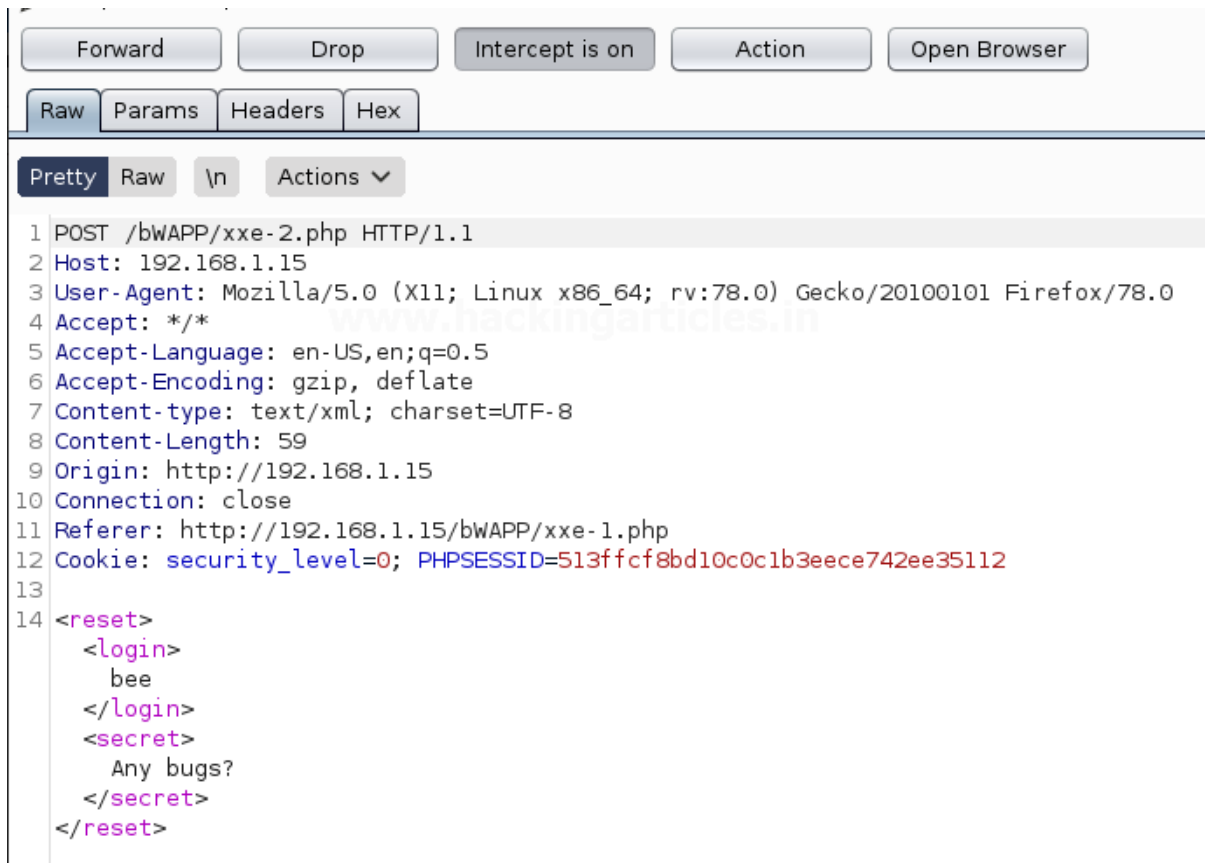 Forward Drop Intercept is on Action Open Browser
Raw Params Headers Hex
Pretty Raw \n Actions
1 POST /bWAPP/xxe-2.php HTTP/1.1
2 Host: 192.168.1.15
3 User-Agent: Mozilla/5.0 (X11; Linux x86_64; rv:78.0) Gecko/20100101 Firefox/78.0
www.hackingarticles.in
4 Accept: */*
5 Accept-Language: en-US,en;q=0.5
6 Accept-Encoding: gzip, deflate
7 Content-type: text/xml; charset=UTF-8
8 Content-Length: 59
9 Origin: http://192.168.1.15
10 Connection: close
11 Referer: http://192.168.1.15/bWAPP/xxe-1.php
12 Cookie: security_level=0; PHPSESSID=513ffcf8bd10c0c1b3eece742ee35112
13
14 <reset>
<login>
bee
</login>
<secret>
Any bugs?
</secret>
</reset>